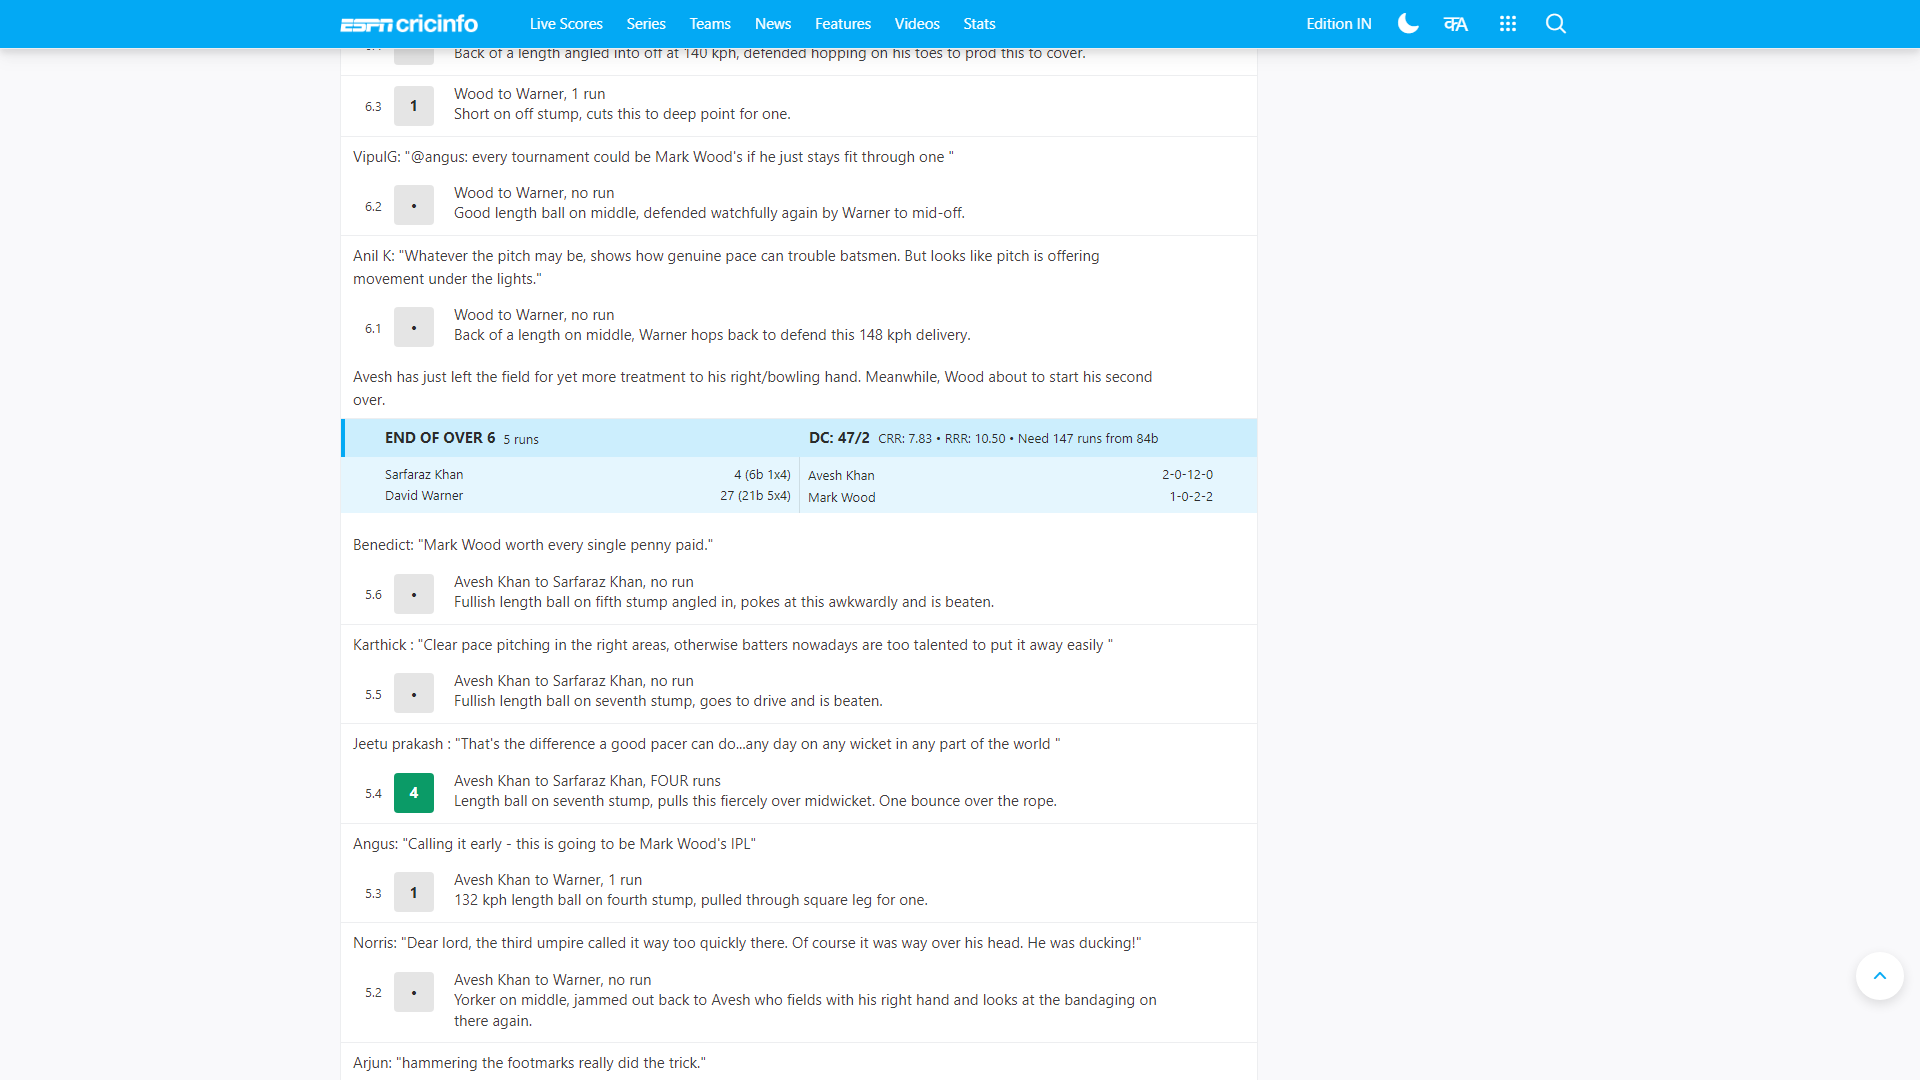 ESPN cricinfo Live Scores Series Teams News Features Videos Stats Edition IN क A
Back of a length angled into off at 140 kph, defended hopping on his toes to prod this to cover.
6.3 1 Wood to Warner, 1 run
Short on off stump, cuts this to deep point for one.
VipulG: "@angus: every tournament could be Mark Wood's if he just stays fit through one "
6.2 • Wood to Warner, no run
Good length ball on middle, defended watchfully again by Warner to mid-off.
Anil K: "Whatever the pitch may be, shows how genuine pace can trouble batsmen. But looks like pitch is offering
movement under the lights."
6.1 • Wood to Warner, no run
Back of a length on middle, Warner hops back to defend this 148 kph delivery.
Avesh has just left the field for yet more treatment to his right/bowling hand. Meanwhile, Wood about to start his second
over.
END OF OVER 6 5 runs DC: 47/2 CRR: 7.83 • RRR: 10.50 • Need 147 runs from 84b
Sarfaraz Khan 4 (6b 1x4) Avesh Khan 2-0-12-0
David Warner 27 (21b 5x4) Mark Wood 1-0-2-2
Benedict: "Mark Wood worth every single penny paid."
5.6 • Avesh Khan to Sarfaraz Khan, no run
Fullish length ball on fifth stump angled in, pokes at this awkwardly and is beaten.
Karthick : "Clear pace pitching in the right areas, otherwise batters nowadays are too talented to put it away easily "
5.5 • Avesh Khan to Sarfaraz Khan, no run
Fullish length ball on seventh stump, goes to drive and is beaten.
Jeetu prakash : "That's the difference a good pacer can do...any day on any wicket in any part of the world "
5.4 4 Avesh Khan to Sarfaraz Khan, FOUR runs
Length ball on seventh stump, pulls this fiercely over midwicket. One bounce over the rope.
Angus: "Calling it early - this is going to be Mark Wood's IPL"
5.3 1 Avesh Khan to Warner, 1 run
132 kph length ball on fourth stump, pulled through square leg for one.
Norris: "Dear lord, the third umpire called it way too quickly there. Of course it was way over his head. He was ducking!"
5.2 • Avesh Khan to Warner, no run
Yorker on middle, jammed out back to Avesh who fields with his right hand and looks at the bandaging on
there again.
Arjun: "hammering the footmarks really did the trick."